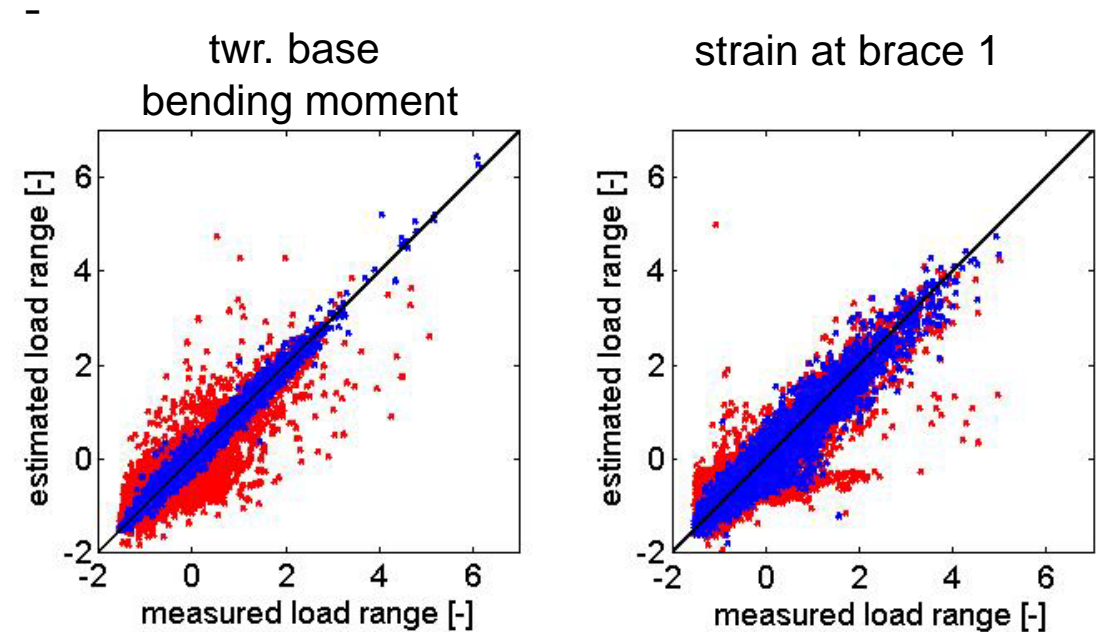 -
twr. base
bending moment
6
4
2
0
-2
-2 0 2 4 6
estimated load range [-]
measured load range [-]
strain at brace 1
6
4
2
0
-2
-2 0 2 4 6
estimated load range [-]
measured load range [-]